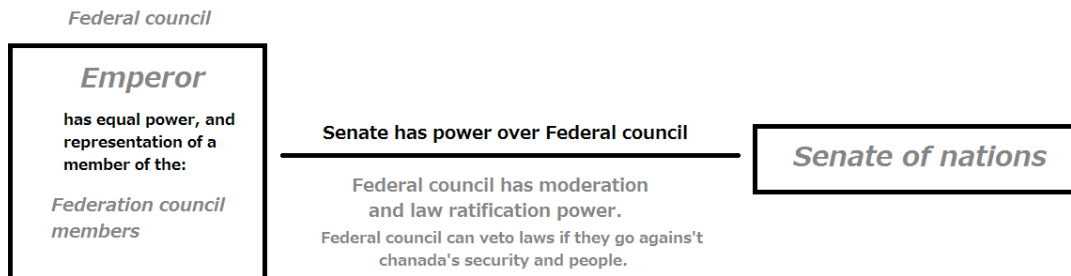 Federal council
Emperor
has equal power, and
representation of a
member of the:
Federation council
members
Senate has power over Federal council
Federal council has moderation
and law ratification power.
Federal council can veto laws if they go agains't
chanada's security and people.
Senate of nations